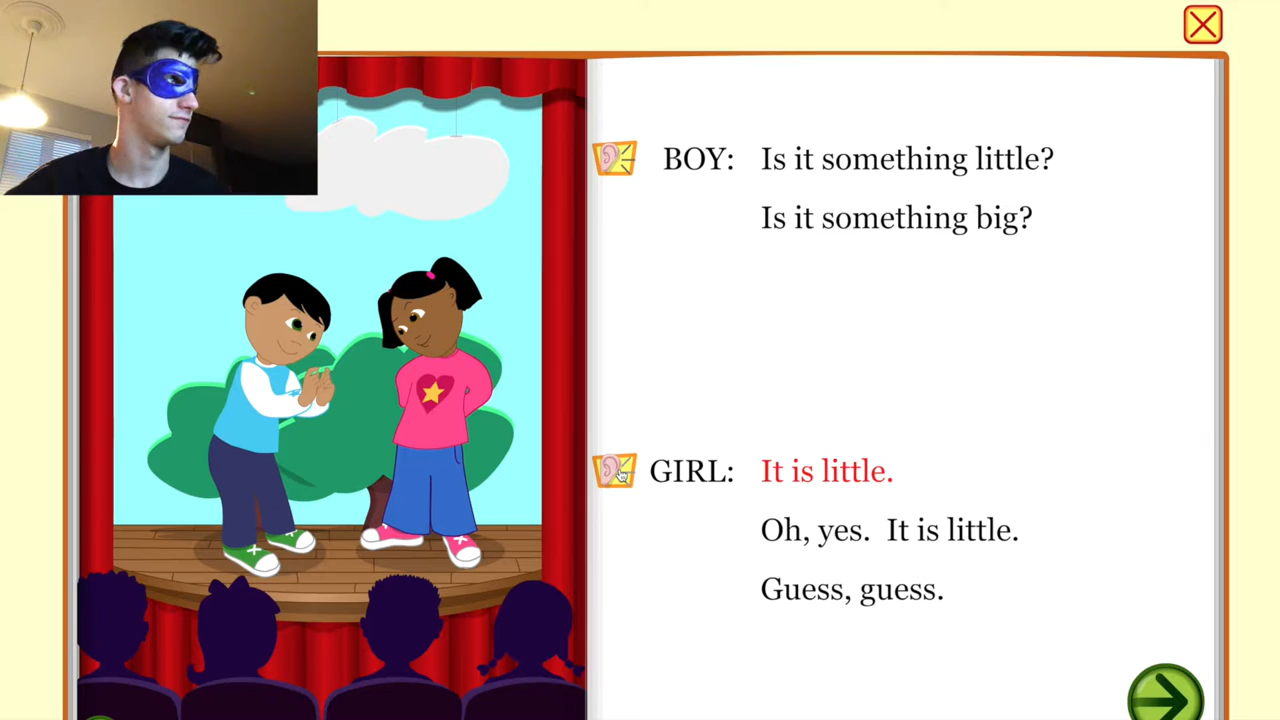 BOY: Is it something little?
Is it something big?
GIRL: It is little.
Oh, yes. It is little.
Guess, guess.